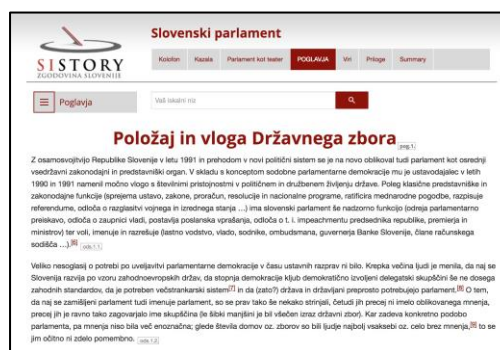 Slovenski parlament
SISTORY
ZGODOVINA SLOVENIJE
Kolofon Kazala Parlament kot teater POGLAVJA Viri Priloge Summary
Poglavja
Vaš iskalni niz
Položaj in vloga Državnega zbora pog.1.
Z osamosvojitvijo Republike Slovenije v letu 1991 in prehodom v novi politični sistem se je na novo oblikoval tudi parlament kot osrednji
vsedržavni zakonodajni in predstavniški organ. V skladu s konceptom sodobne parlamentarne demokracije mu je ustavodajalec v letih
1990 in 1991 namenil močno vlogo s številnimi pristojnostmi v političnem in družbenem življenju države. Poleg klasične predstavniške in
zakonodajne funkcije (sprejema ustavo, zakone, proračun, resolucije in nacionalne programe, ratificira mednarodne pogodbe, razpisuje
referendume, odloča o razglasitvi vojnega in izrednega stanja …) ima slovenski parlament še nadzorno funkcijo (odreja parlamentarno
preiskavo, odloča o zaupnici vladi, postavlja poslanska vprašanja, odloča o t. i. impeachmentu predsednika republike, premierja in
ministrov) ter voli, imenuje in razrešuje (lastno vodstvo, vlado, sodnike, ombudsmana, guvernerja Banke Slovenije, člane računskega
sodišča …).[6] ods.1.1.
Veliko nesoglasij o potrebi po uveljavitvi parlamentarne demokracije v času ustavnih razprav ni bilo. Krepka večina ljudi je menila, da naj se
Slovenija razvija po vzoru zahodnoevropskih držav, da stopnja demokracije kljub demokratično izvoljeni delegatski skupščini še ne dosega
zahodnih standardov, da je potreben večstrankarski sistem[7] in da (zato?) država in državljani preprosto potrebujejo parlament.[8] O tem,
da naj se zamišljeni parlament tudi imenuje parlament, so se prav tako še nekako strinjali, četudi jih precej ni imelo oblikovanega mnenja,
precej jih je ravno tako zagovarjalo ime skupščina (le šibki manjšini je bil všečen izraz državni zbor). Kar zadeva konkretno podobo
parlamenta, pa mnenja niso bila več enoznačna; glede števila domov oz. zborov so bili ljudje najbolj vsaksebi oz. celo brez mnenja,[9] to se
jim očitno ni zdelo pomembno. ods.1.2.